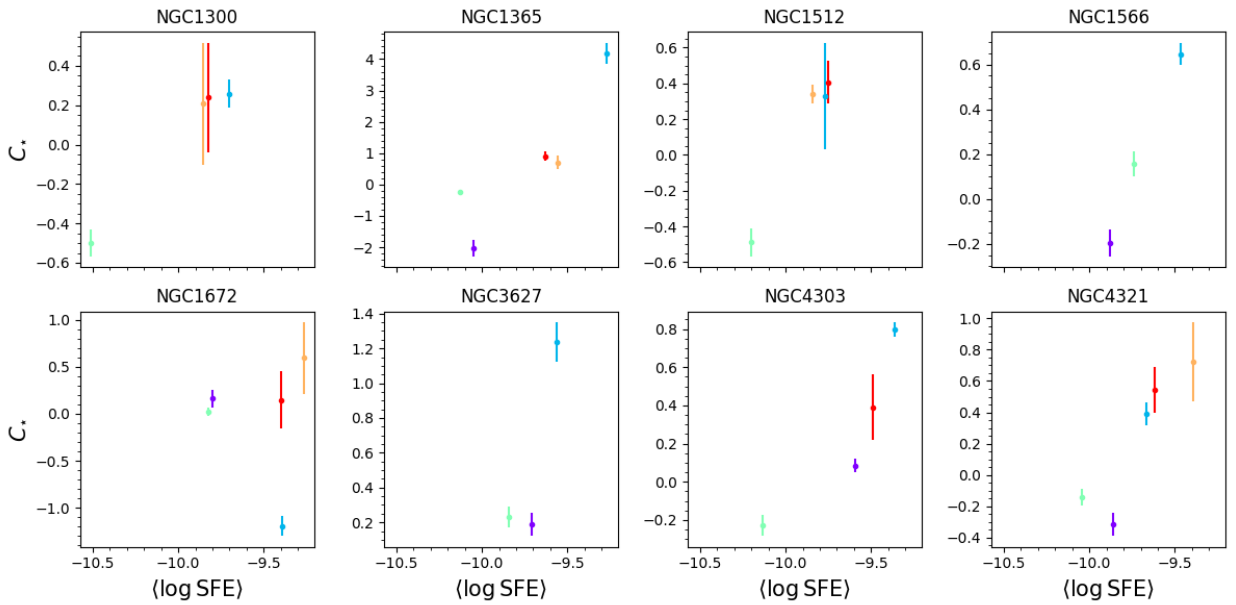 NGC1300 NGC1365 NGC1512 NGC1566
0.4 0.2 0.0 −0.2 −0.4 −0.6
4 3 2 1 0 −1 −2
0.6 0.4 0.2 0.0 −0.2 −0.4 −0.6
0.6 0.4 0.2 0.0 −0.2
C⋆
NGC1672 NGC3627 NGC4303 NGC4321
1.0 0.5 0.0 −0.5 −1.0
1.4 1.2 1.0 0.8 0.6 0.4 0.2
0.8 0.6 0.4 0.2 0.0 −0.2
1.0 0.8 0.6 0.4 0.2 0.0 −0.2 −0.4
C⋆
−10.5 −10.0 −9.5 −10.5 −10.0 −9.5 −10.5 −10.0 −9.5 −10.5 −10.0 −9.5
⟨log SFE⟩ ⟨log SFE⟩ ⟨log SFE⟩ ⟨log SFE⟩